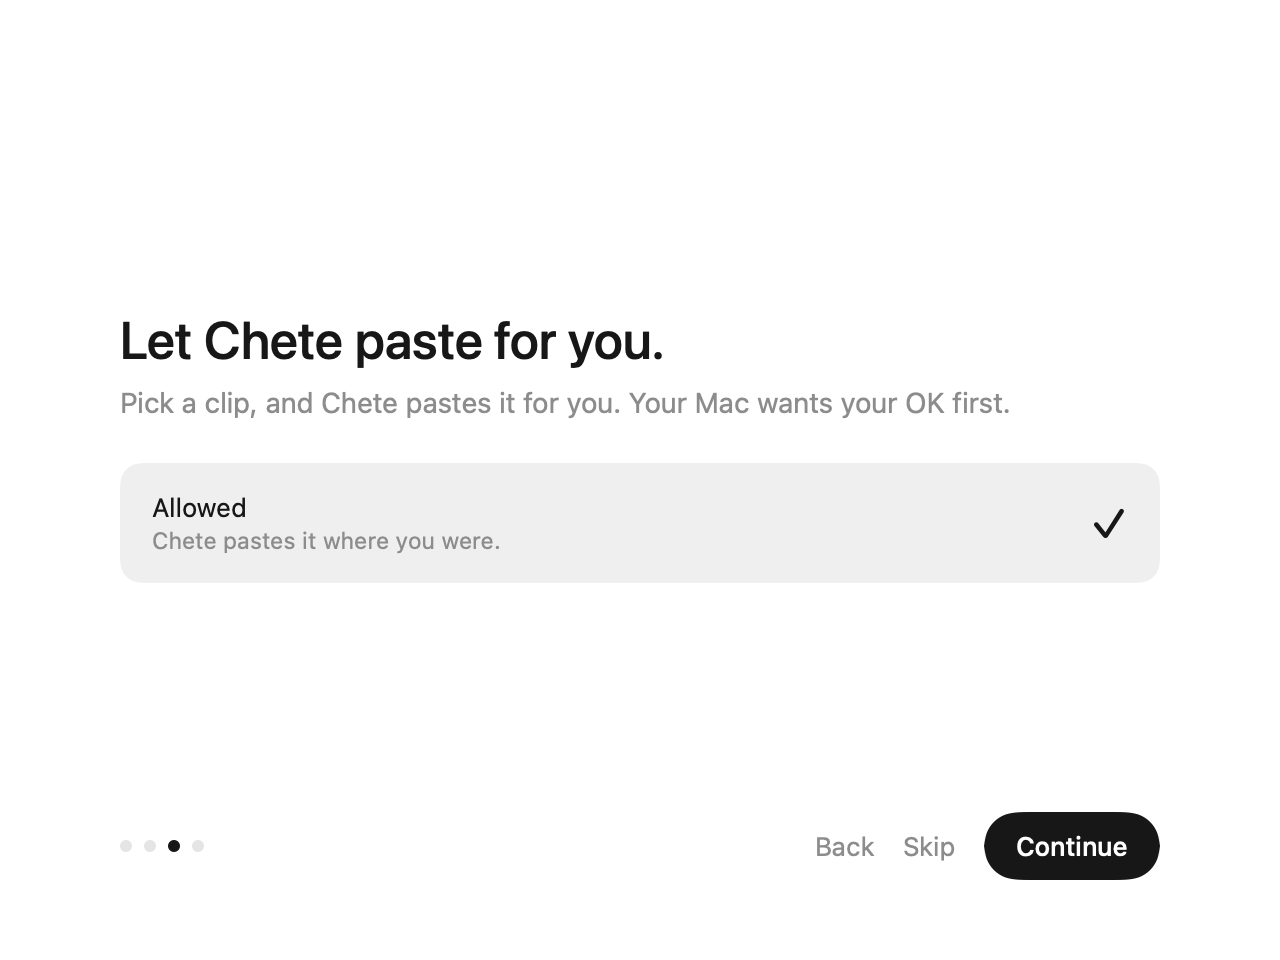 Let Chete paste for you.
Pick a clip, and Chete pastes it for you. Your Mac wants your OK first.
Allowed
Chete pastes it where you were.
Back
Skip
Continue